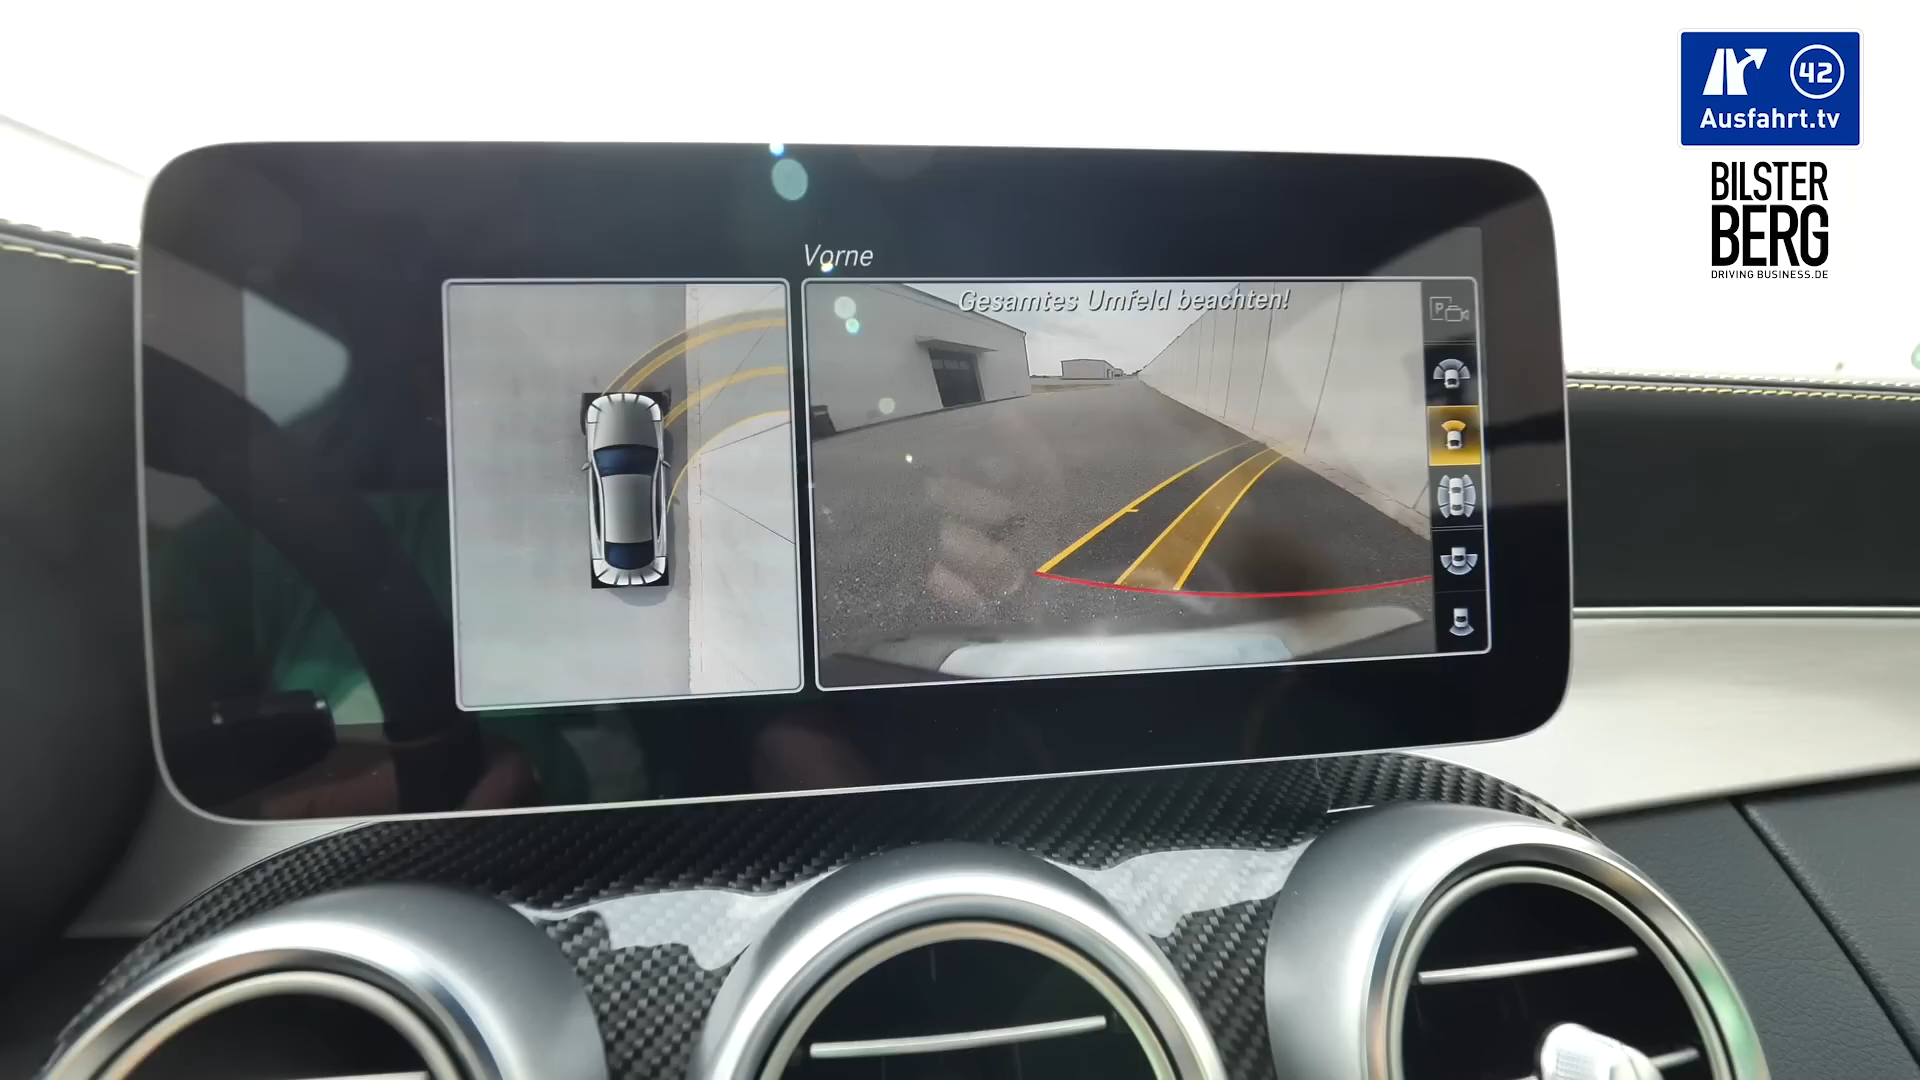 42
Ausfahrt.tv
BILSTER
BERG
DRIVING BUSINESS.DE
Vorne
Gesamtes Umfeld beachten!
P